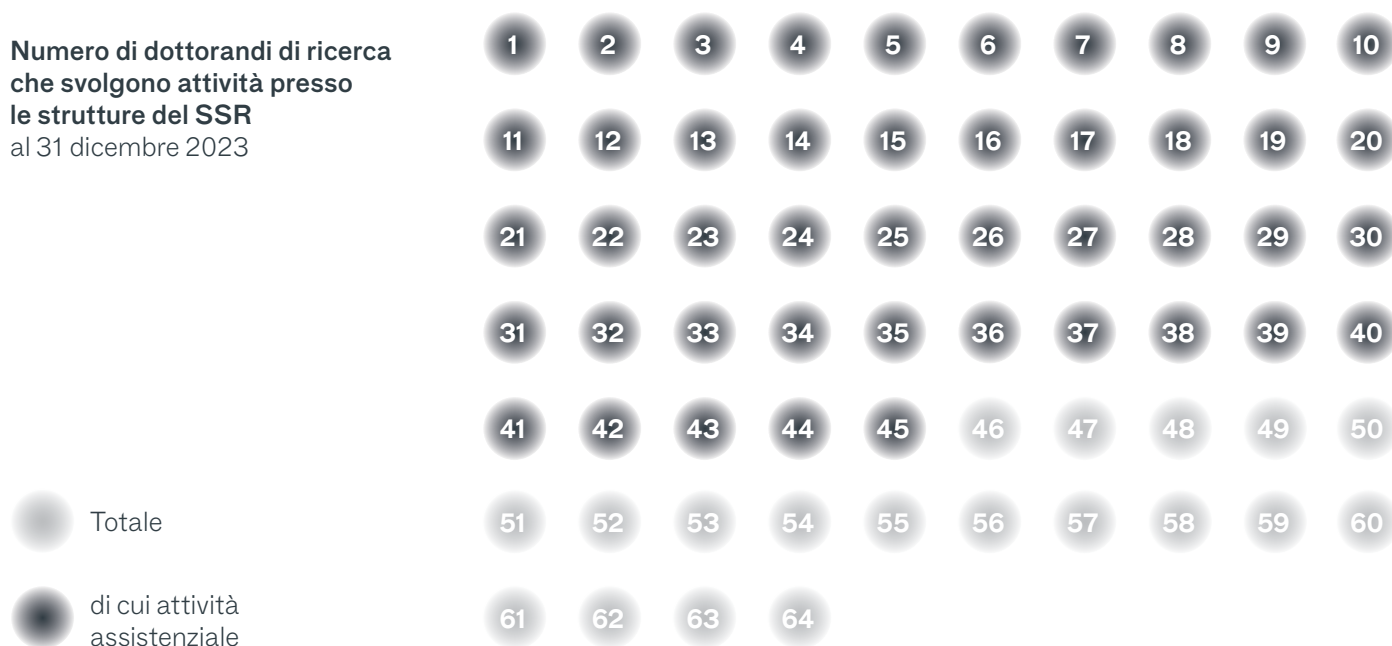 Numero di dottorandi di ricerca
che svolgono attività presso
le strutture del SSR
al 31 dicembre 2023
1 2 3 4 5 6 7 8 9 10
11 12 13 14 15 16 17 18 19 20
21 22 23 24 25 26 27 28 29 30
31 32 33 34 35 36 37 38 39 40
41 42 43 44 45 46 47 48 49 50
51 52 53 54 55 56 57 58 59 60
61 62 63 64
Totale
di cui attività
assistenziale